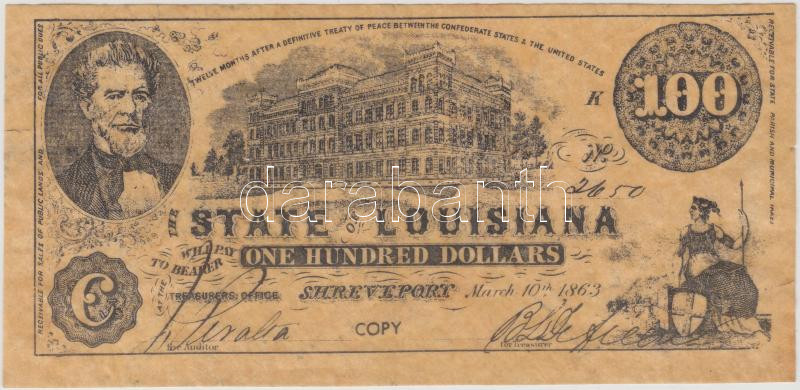 TWELVE MONTHS AFTER A DEFINITIVE TREATY OF PEACE BETWEEN THE CONFEDERATE STATES & THE UNITED STATES
FOR ALL PUBLIC DUES
RECEIVABLE FOR SALES OF PUBLIC LANDS AND
RECEIVABLE FOR STATE PARISH AND MUNICIPAL TAXES
K
100
No.
2650
darabanth
THE STATE OF LOUISIANA
WILL PAY
TO BEARER
ONE HUNDRED DOLLARS
(AT THE
TREASURERS, OFFICE
SHREVEPORT, March 10th 1863
C
Peralta
COPY
for Auditor
for treasurer